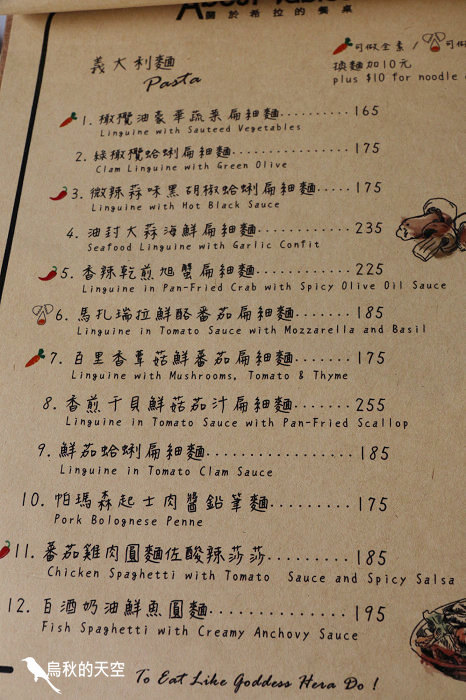 About Table
關於希拉的餐桌
可做全素 /
義大利麵
Pasta
換麵加10元
plus $10 for noodle
1. 橄欖油豪華蔬菜扁細麵 165
Linguine with Sauteed Vegetables
2. 綠橄欖蛤蜊扁細麵 175
Clam Linguine with Green Olive
3. 微辣蒜味黑胡椒蛤蜊扁細麵 175
Linguine with Hot Black Sauce
4. 油封大蒜海鮮扁細麵 235
Seafood Linguine with Garlic Confit
5. 香辣乾煎旭蟹扁細麵 225
Linguine in Pan-Fried Crab with Spicy Olive Oil Sauce
6. 馬扎瑞拉鮮酪番茄扁細麵 185
Linguine in Tomato Sauce with Mozzarella and Basil
7. 百里香蕈菇鮮番茄扁細麵 175
Linguine with Mushrooms, Tomato & Thyme
8. 香煎干貝鮮菇茄汁扁細麵 255
Linguine in Tomato Sauce with Pan-Fried Scallop
9. 鮮茄蛤蜊扁細麵 185
Linguine in Tomato Clam Sauce
10. 帕瑪森起士肉醬鉛筆麵 175
Pork Bolognese Penne
11. 番茄雞肉圓麵佐酸辣莎莎 185
Chicken Spaghetti with Tomato Sauce and Spicy Salsa
12. 白酒奶油鯷魚圓麵 195
Fish Spaghetti with Creamy Anchovy Sauce
To Eat Like Goddess Hera Do !
烏秋的天空